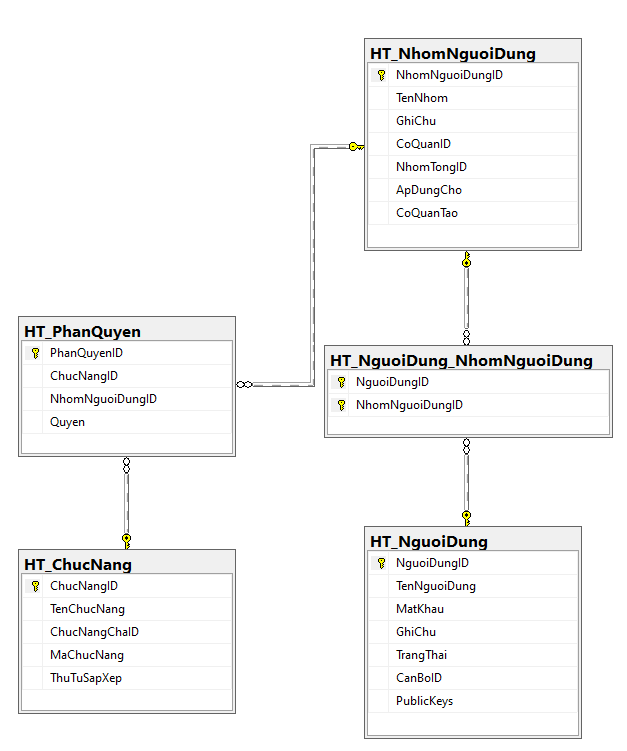 HT_NhomNguoiDung
NhomNguoiDungID
TenNhom
GhiChu
CoQuanID
NhomTongID
ApDungCho
CoQuanTao
HT_PhanQuyen
PhanQuyenID
ChucNangID
NhomNguoiDungID
Quyen
HT_NguoiDung_NhomNguoiDung
NguoiDungID
NhomNguoiDungID
HT_ChucNang
ChucNangID
TenChucNang
ChucNangChaID
MaChucNang
ThuTuSapXep
HT_NguoiDung
NguoiDungID
TenNguoiDung
MatKhau
GhiChu
TrangThai
CanBoID
PublicKeys